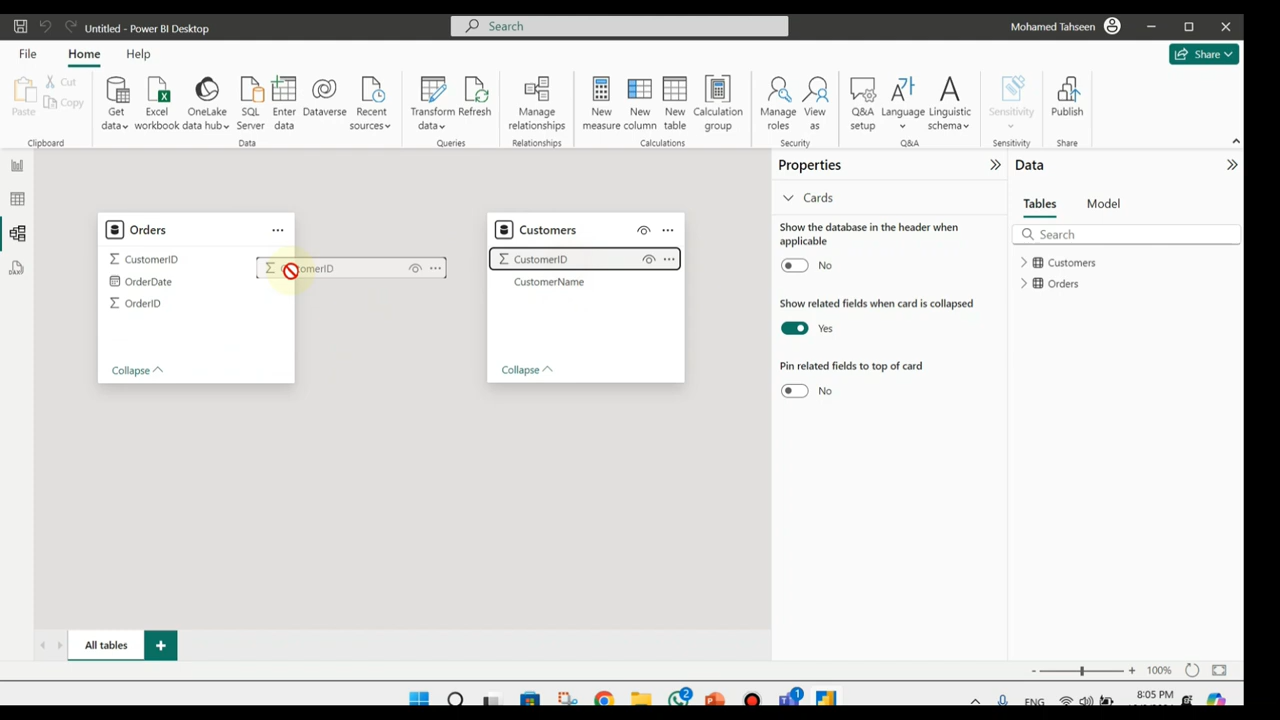 Untitled - Power BI Desktop
Search
Mohamed Tahseen
File
Home
Help
Share
Paste
Cut
Copy
Get data
Excel workbook
OneLake data hub
SQL Server
Enter data
Dataverse
Recent sources
Transform data
Refresh
Manage relationships
New measure
New column
New table
Calculation group
Manage roles
View as
Q&A setup
Language
Linguistic schema
Sensitivity
Publish
Clipboard
Data
Queries
Relationships
Calculations
Security
Q&A
Sensitivity
Share
Orders
CustomerID
OrderDate
OrderID
Collapse
Customers
CustomerID
CustomerName
Collapse
Properties
Cards
Show the database in the header when
applicable
No
Show related fields when card is collapsed
Yes
Pin related fields to top of card
No
Data
Tables
Model
Search
Customers
Orders
All tables
100%
2
1
ENG
8:05 PM